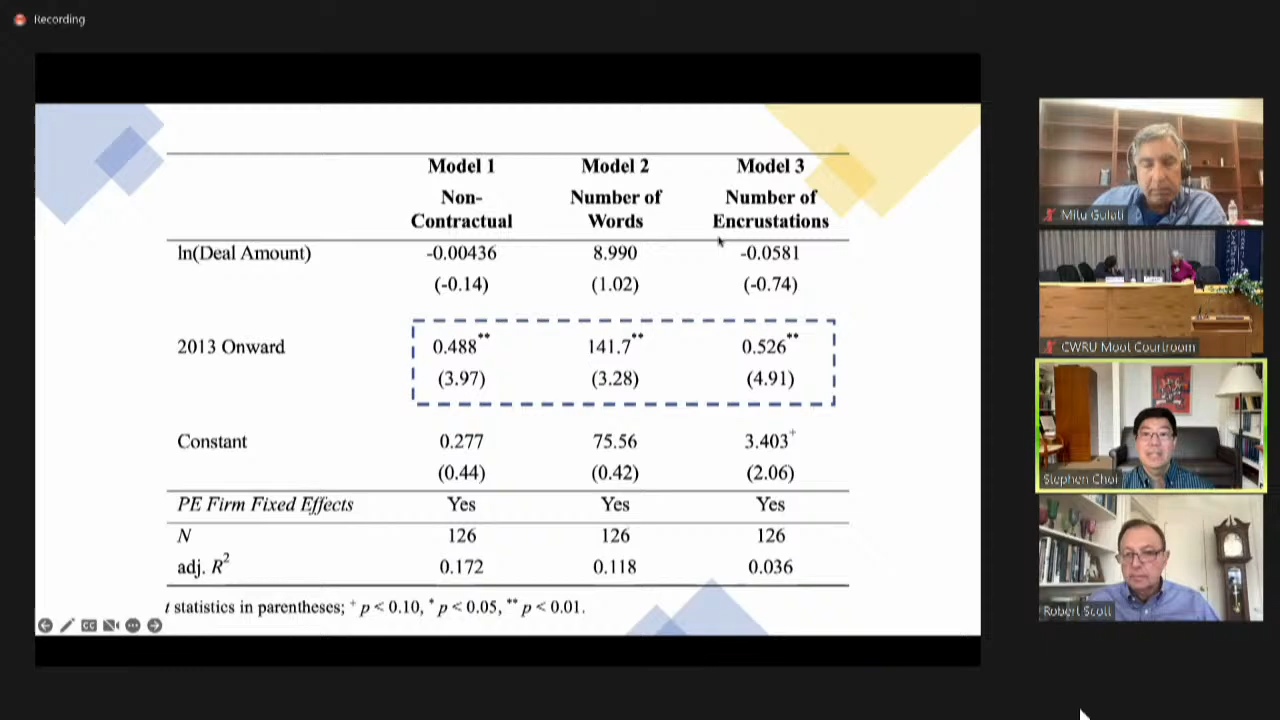 Recording
Model 1 Model 2 Model 3
Non- Number of Number of
Contractual Words Encrustations
ln(Deal Amount) -0.00436 8.990 -0.0581
(-0.14) (1.02) (-0.74)
2013 Onward 0.488** 141.7** 0.526**
(3.97) (3.28) (4.91)
Constant 0.277 75.56 3.403+
(0.44) (0.42) (2.06)
PE Firm Fixed Effects Yes Yes Yes
N 126 126 126
adj. R2 0.172 0.118 0.036
t statistics in parentheses; + p < 0.10, * p < 0.05, ** p < 0.01.
CC
Mitu Gulati
CWRU Moot Courtroom
Stephen Choi
Robert Scott